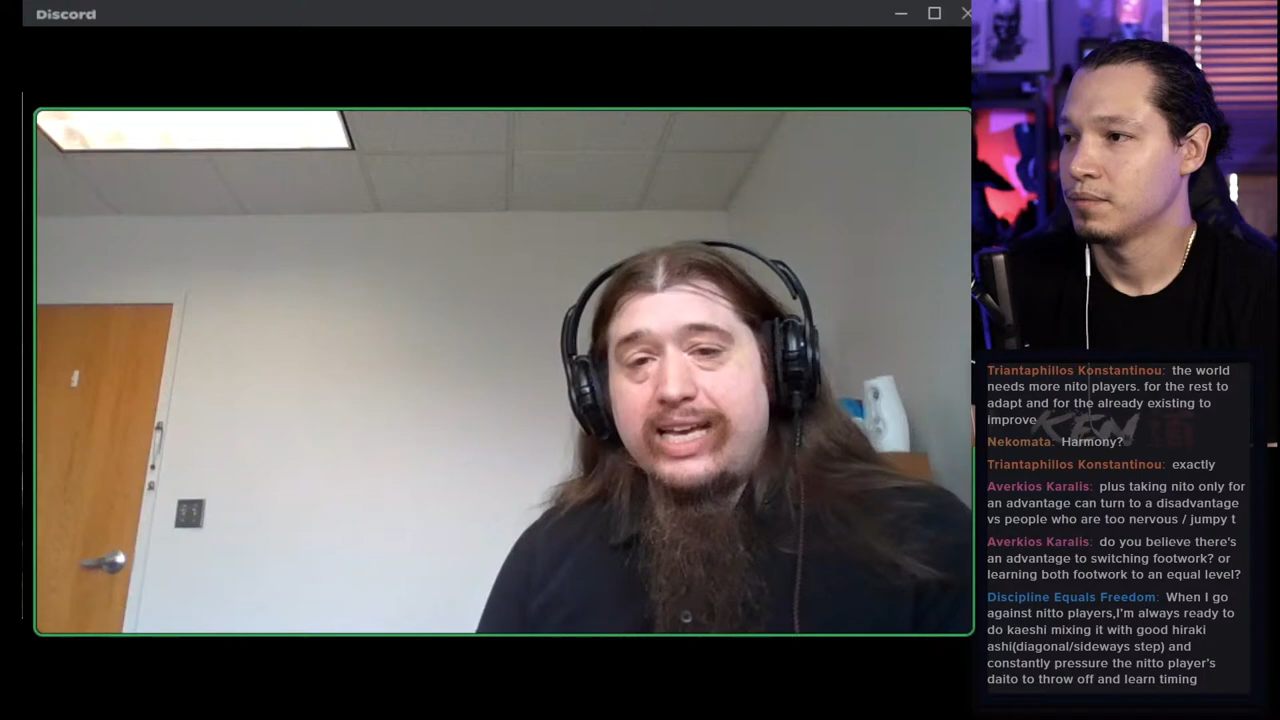 Discord
Triantaphillos Konstantinou: the world
needs more nito players. for the rest to
adapt and for the already existing to
improve
KEN
Nekomata: Harmony?
Triantaphillos Konstantinou: exactly
Averkios Karalis: plus taking nito only for
an advantage can turn to a disadvantage
vs people who are too nervous / jumpy t
Averkios Karalis: do you believe there's
an advantage to switching footwork? or
learning both footwork to an equal level?
Discipline Equals Freedom: When I go
against nitto players,I'm always ready to
do kaeshi mixing it with good hiraki
ashi(diagonal/sideways step) and
constantly pressure the nitto player's
daito to throw off and learn timing